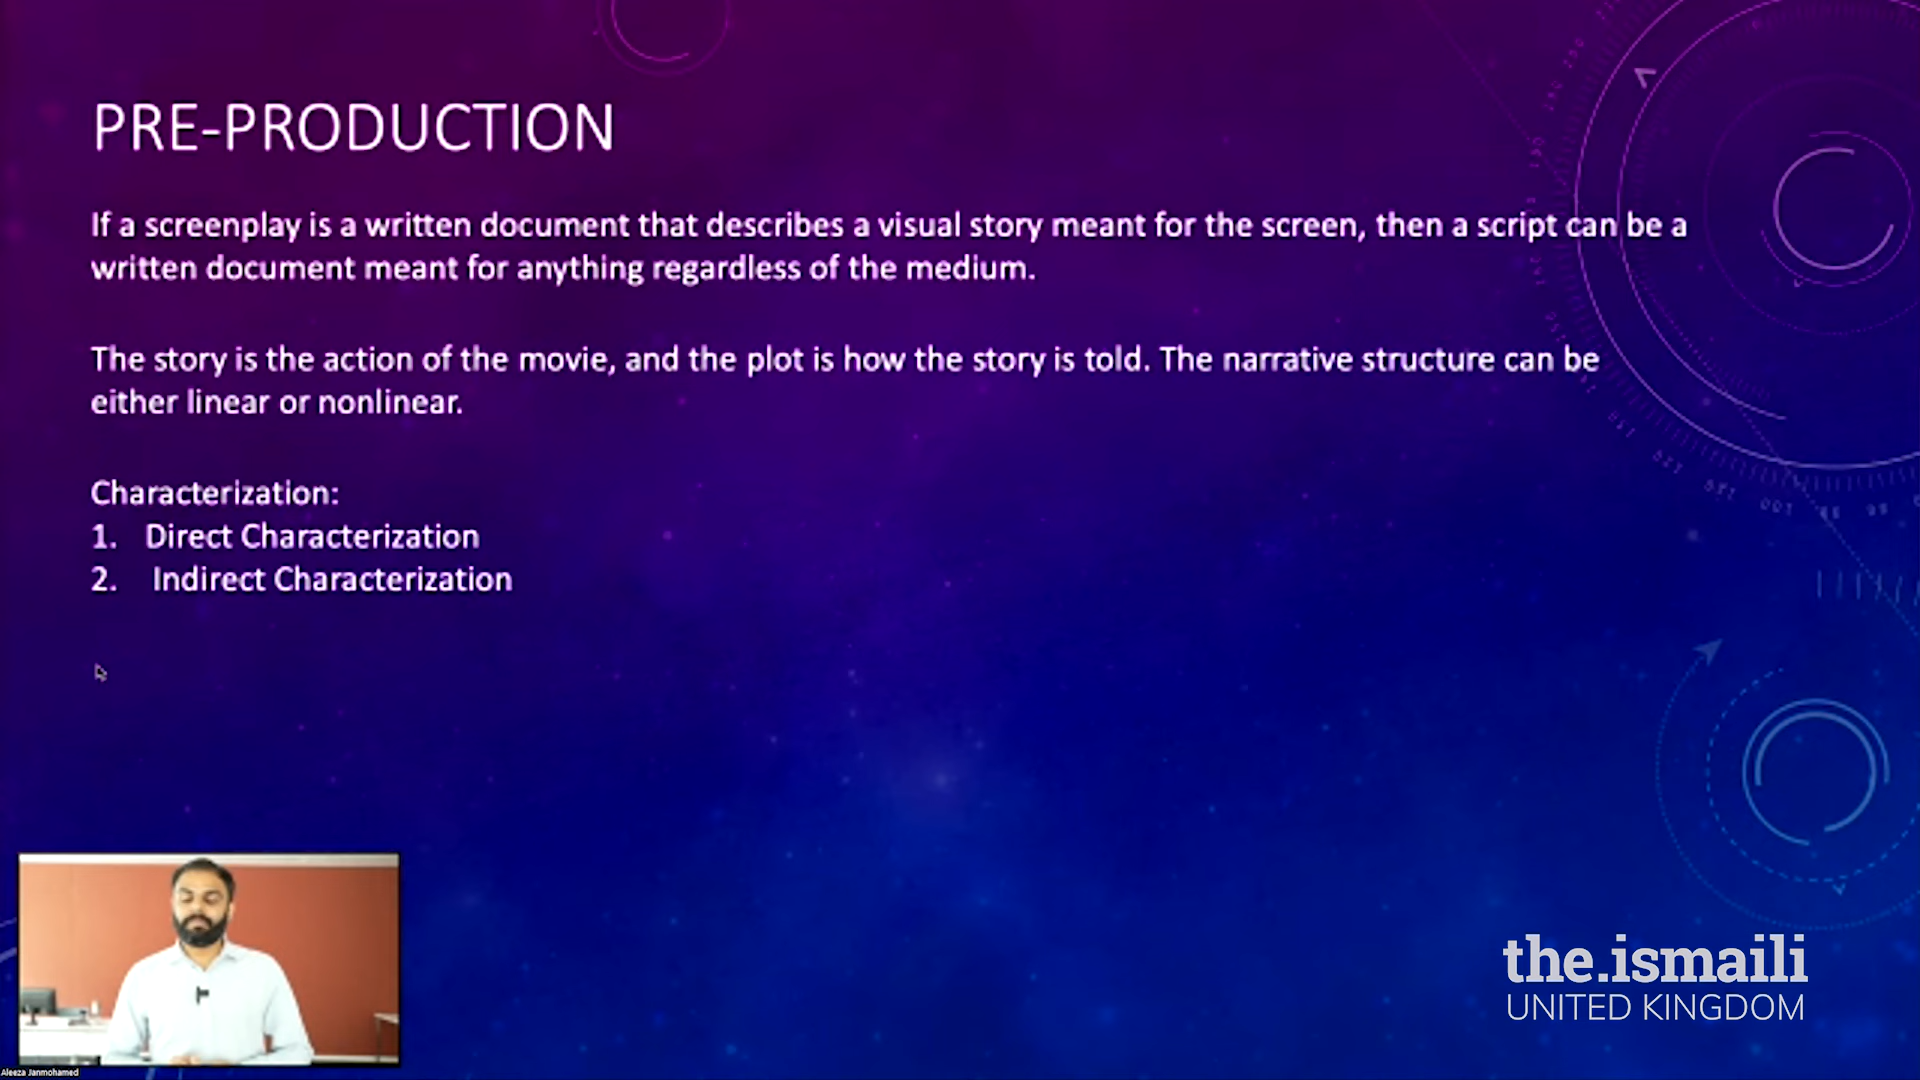 PRE-PRODUCTION
If a screenplay is a written document that describes a visual story meant for the screen, then a script can be a
written document meant for anything regardless of the medium.
The story is the action of the movie, and the plot is how the story is told. The narrative structure can be
either linear or nonlinear.
Characterization:
1. Direct Characterization
2. Indirect Characterization
the.ismaili
UNITED KINGDOM
Aleeza Janmohamed